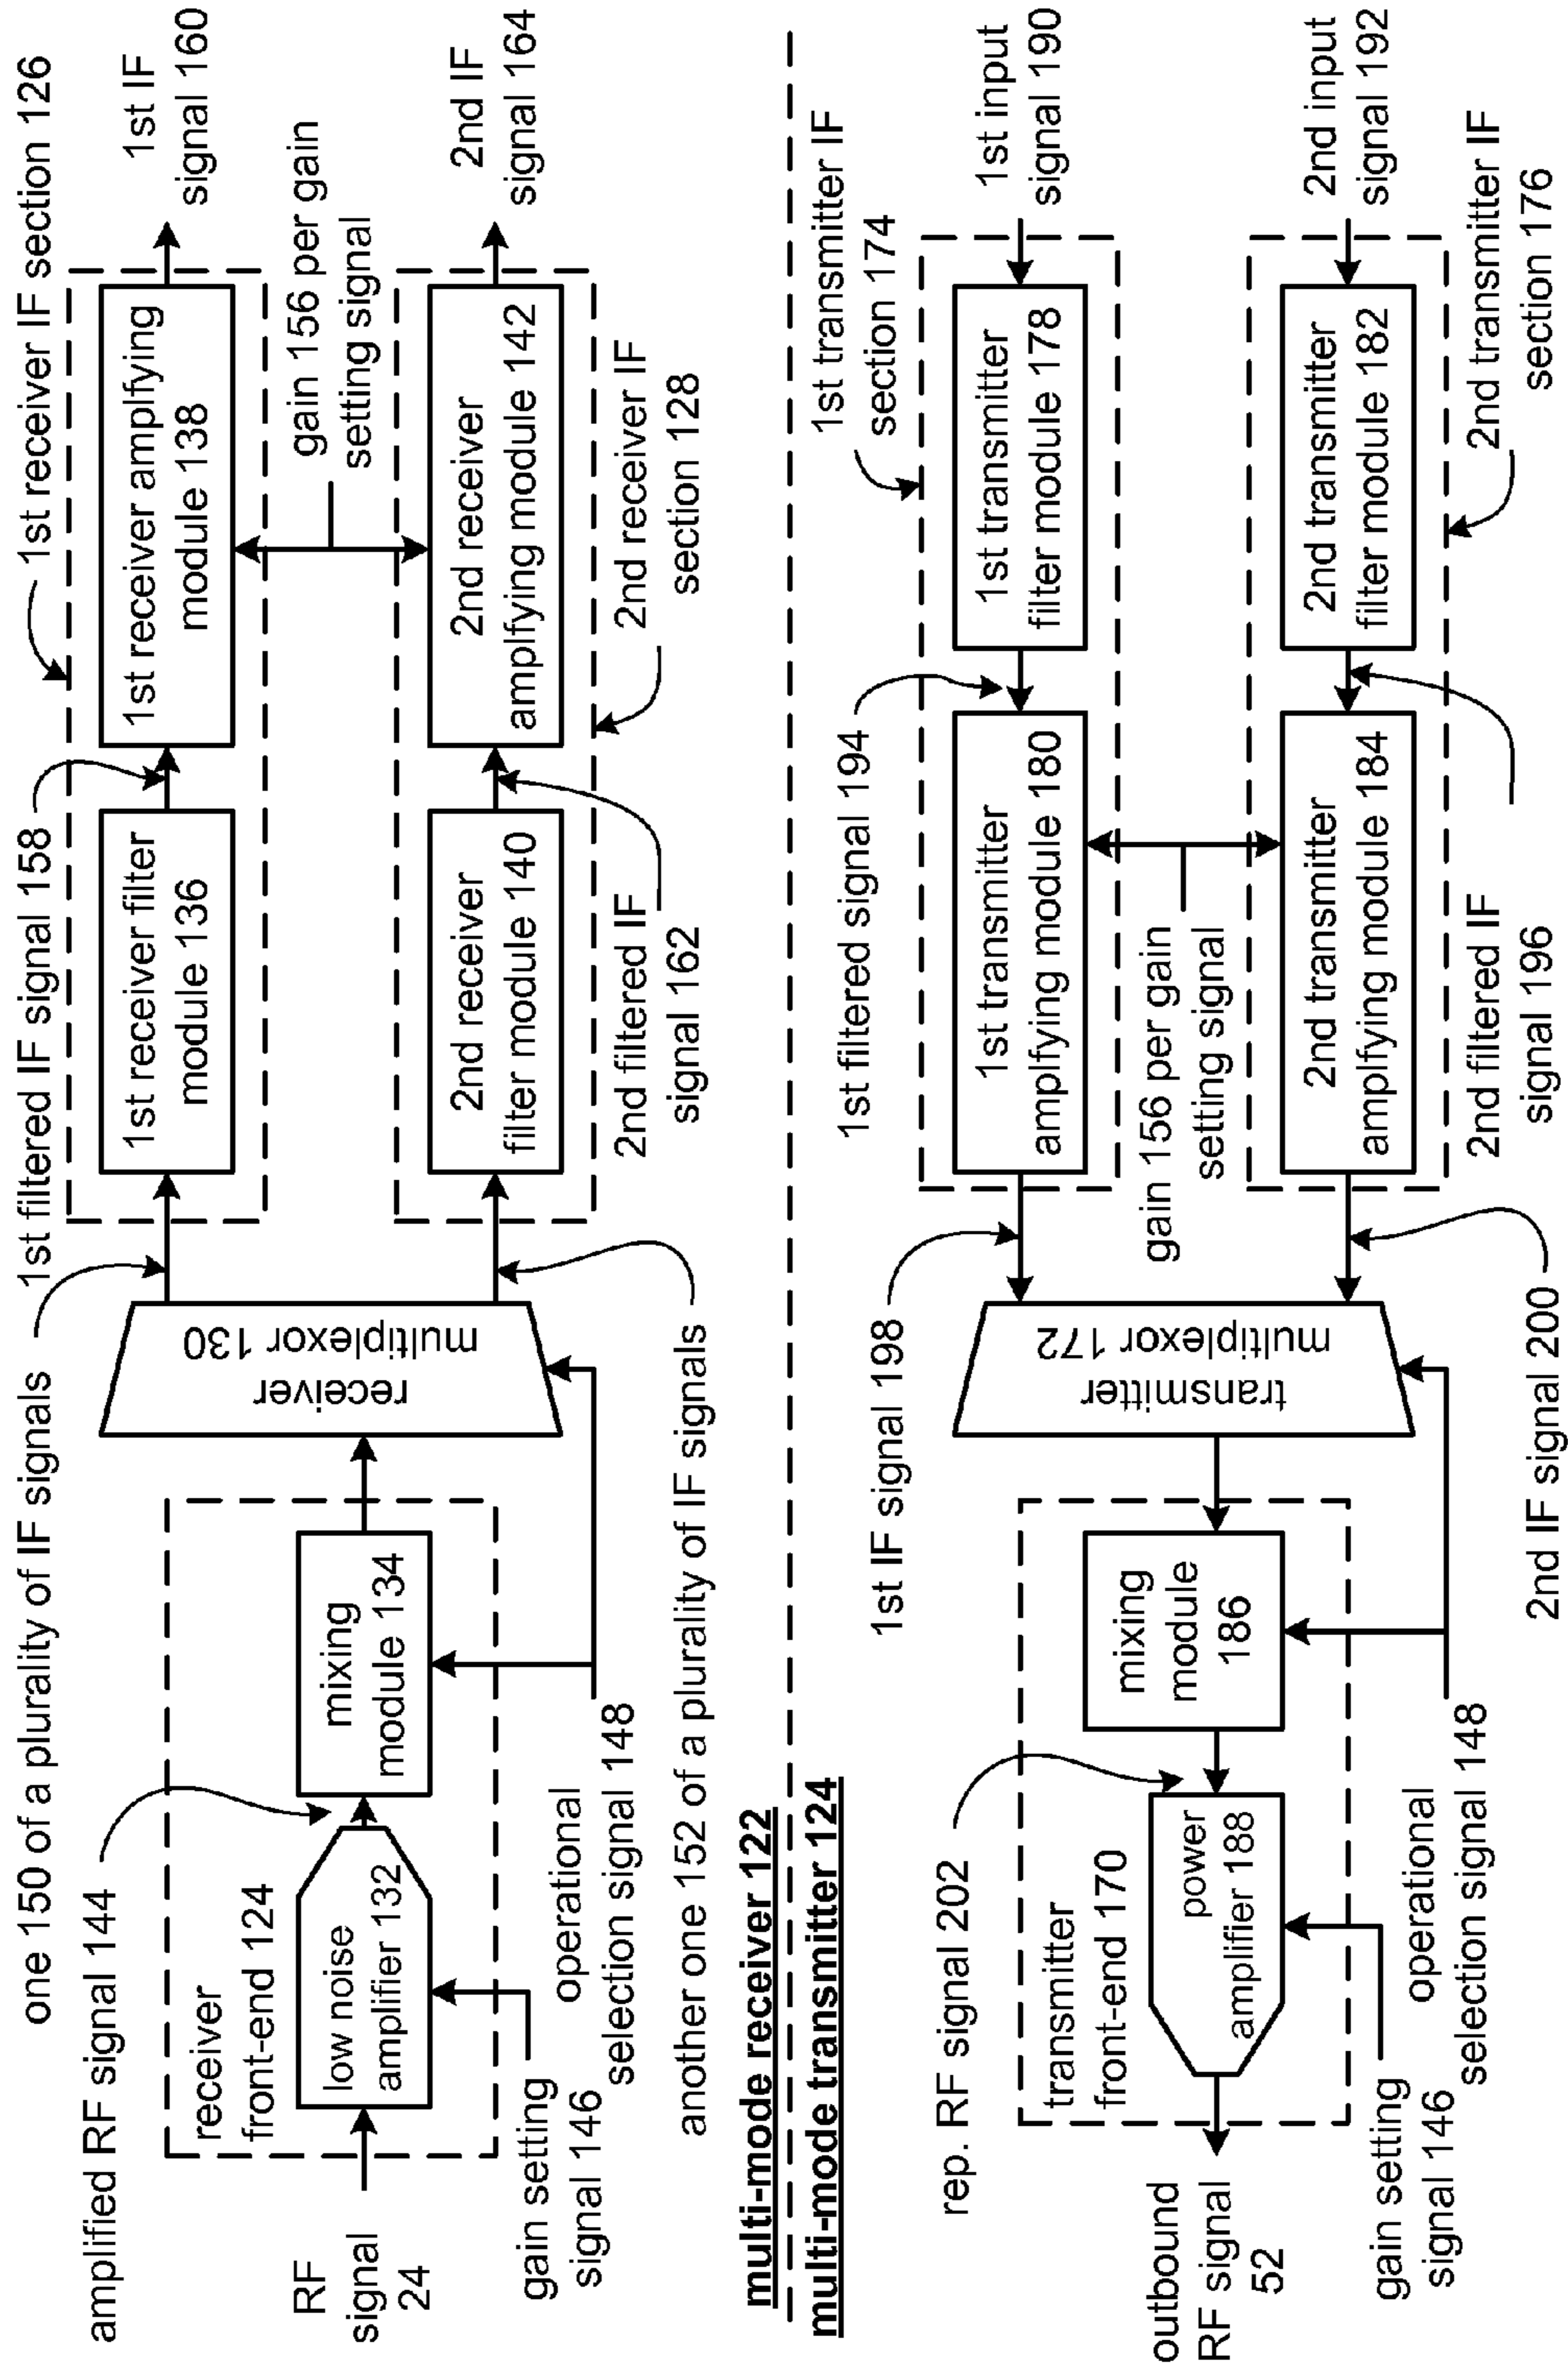 one 150 of a plurality of IF signals
1st filtered IF signal 158
1st receiver IF section 126
amplified RF signal 144
1st receiver filter
module 136
1st receiver amplfying
module 138
1st IF
signal 160
receiver
front-end 124
low noise
amplifier 132
mixing
module 134
receiver
multiplexor 130
gain 156 per gain
setting signal
RF
signal
24
2nd receiver
filter module 140
2nd receiver
amplfying module 142
2nd IF
signal 164
gain setting
signal 146
operational
selection signal 148
2nd filtered IF
signal 162
2nd receiver IF
section 128
another one 152 of a plurality of IF signals
multi-mode receiver 122
multi-mode transmitter 124
1st IF signal 198
1st filtered signal 194
1st transmitter IF
section 174
rep. RF signal 202
1st transmitter
amplfying module 180
1st transmitter
filter module 178
1st input
signal 190
transmitter
front-end 170
power
amplifier 188
mixing
module
186
transmitter
multiplexor 172
gain 156 per gain
setting signal
outbound
RF signal
52
2nd transmitter
amplfying module 184
2nd transmitter
filter module 182
2nd input
signal 192
gain setting
signal 146
operational
selection signal 148
2nd IF signal 200
2nd filtered IF
signal 196
2nd transmitter IF
section 176